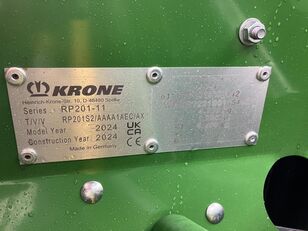 KRONE
Heinrich-Krone-Str. 10, D-48480 Spelle
Series RP201-11
T/V/V RP201S2/AAAA1AEC/AX
Model Year 2024
Construction Year 2024
UK
CA
Made in Germany